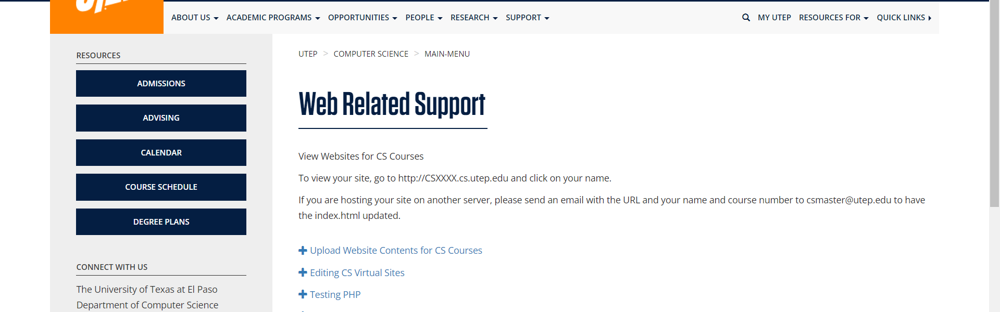 ABOUT US
ACADEMIC PROGRAMS
OPPORTUNITIES
PEOPLE
RESEARCH
SUPPORT
MY UTEP
RESOURCES FOR
QUICK LINKS
RESOURCES
ADMISSIONS
ADVISING
CALENDAR
COURSE SCHEDULE
DEGREE PLANS
CONNECT WITH US
The University of Texas at El Paso
Department of Computer Science
UTEP > COMPUTER SCIENCE > MAIN-MENU
Web Related Support
View Websites for CS Courses
To view your site, go to http://CSXXXX.cs.utep.edu and click on your name.
If you are hosting your site on another server, please send an email with the URL and your name and course number to csmaster@utep.edu to have
the index.html updated.
Upload Website Contents for CS Courses
Editing CS Virtual Sites
Testing PHP